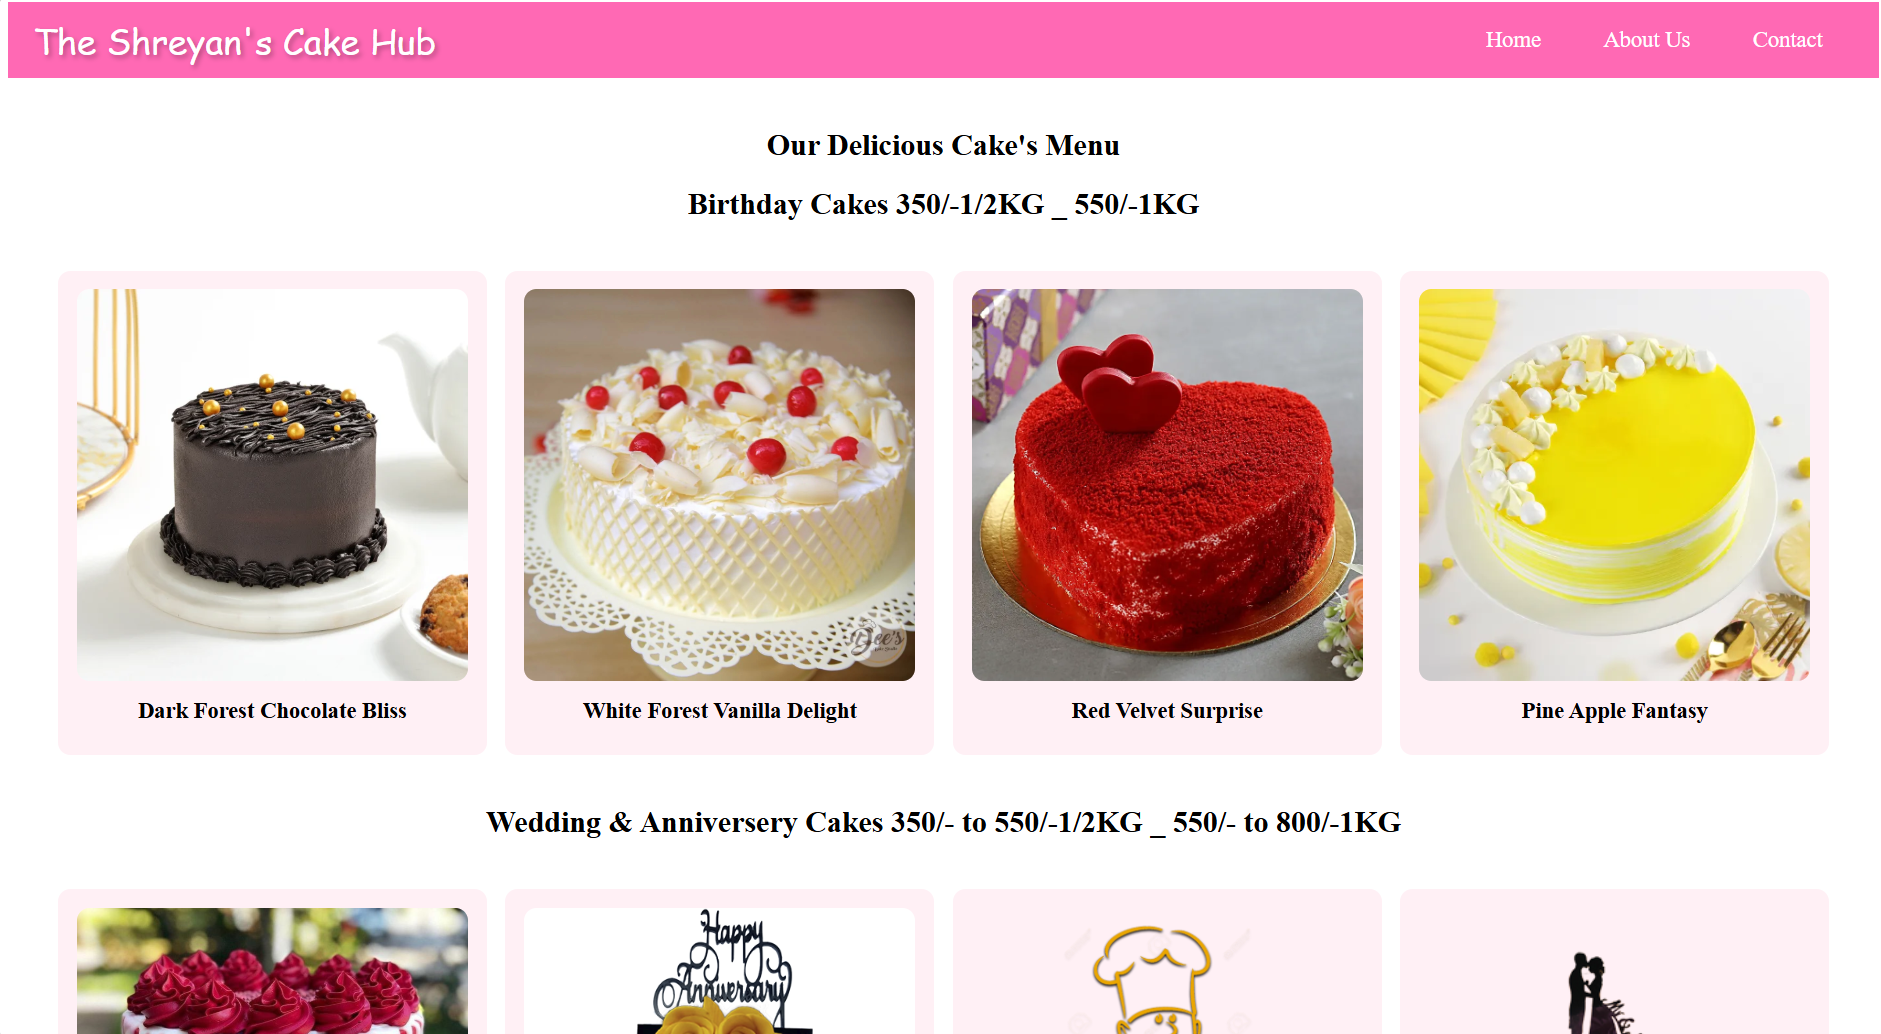 The Shreyan's Cake Hub
Home
About Us
Contact
Our Delicious Cake's Menu
Birthday Cakes 350/-1/2KG _ 550/-1KG
Dark Forest Chocolate Bliss
White Forest Vanilla Delight
Red Velvet Surprise
Pine Apple Fantasy
Wedding & Anniversery Cakes 350/- to 550/-1/2KG _ 550/- to 800/-1KG
Happy
Anniversary